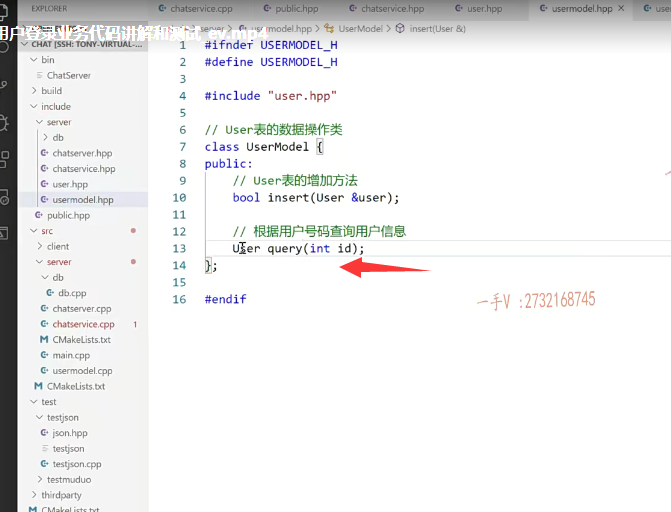 EXPLORER
chatservice.cpp
public.hpp
chatservice.hpp
user.hpp
usermodel.hpp
用户登录业务代码讲解和测试_ev.mp4
CHAT [SSH: TONY-VIRTUAL-
usermodel.hpp > UserModel > insert(User &)
bin
ChatServer
build
include
server
db
chatserver.hpp
chatservice.hpp
user.hpp
usermodel.hpp
public.hpp
src
client
server
db
db.cpp
chatserver.cpp
chatservice.cpp 1
CMakeLists.txt
main.cpp
usermodel.cpp
CMakeLists.txt
test
testjson
json.hpp
testjson
testjson.cpp
testmuduo
thirdparty
CMakeLists.txt
1 #ifndef USERMODEL_H
2 #define USERMODEL_H
3
4 #include "user.hpp"
5
6 // User表的数据操作类
7 class UserModel {
8 public:
9 // User表的增加方法
10 bool insert(User &user);
11
12 // 根据用户号码查询用户信息
13 User query(int id);
14 };
15
16 #endif
一手V :2732168745